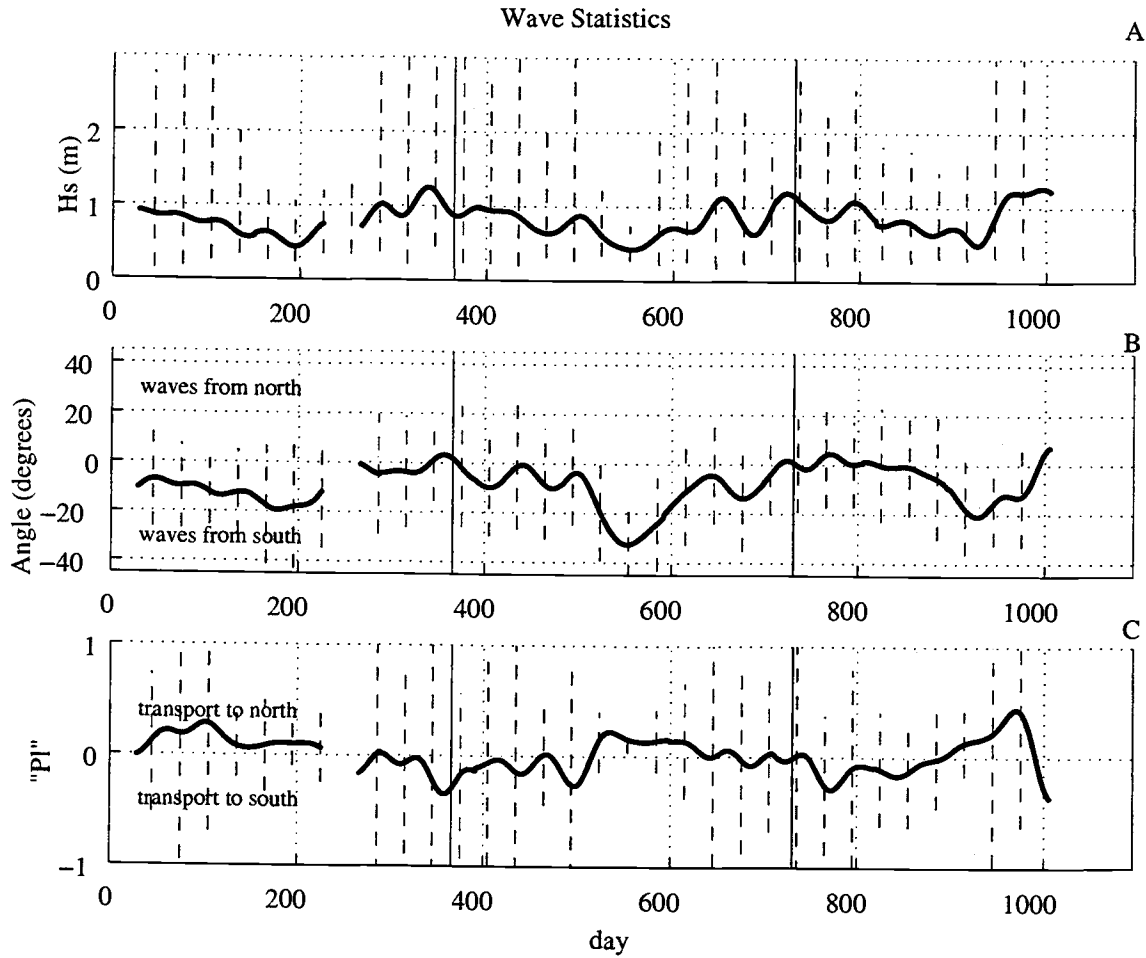 Wave Statistics
A
Hs (m)
2
1
0
0 200 400 600 800 1000
B
Angle (degrees)
40
20
0
−20
−40
waves from north
waves from south
0 200 400 600 800 1000
C
"Pl"
1
0
−1
transport to north
transport to south
0 200 400 600 800 1000
day